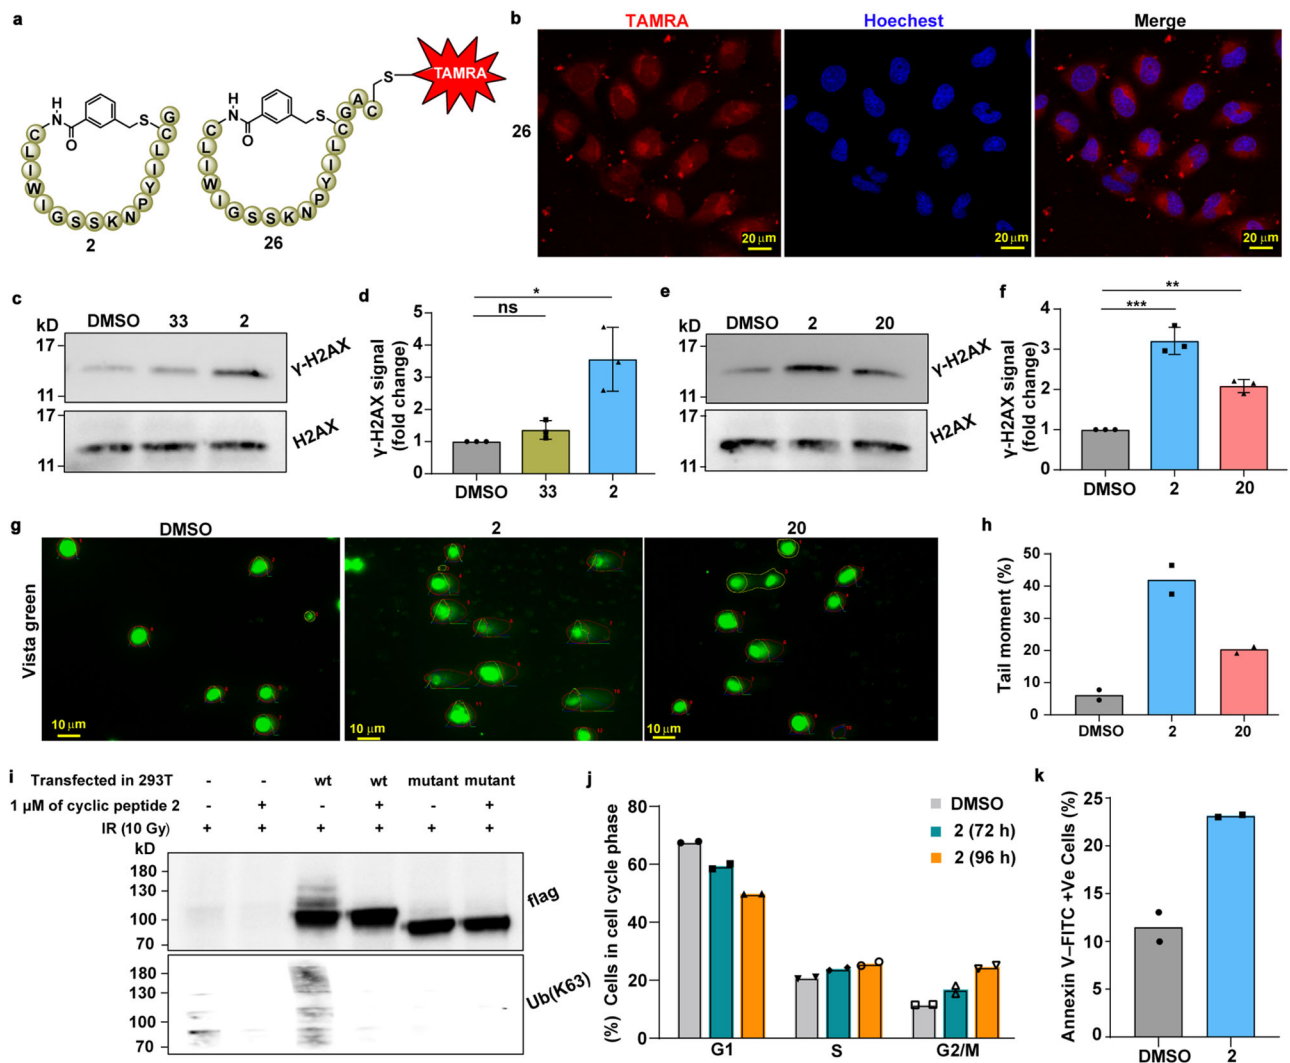 a
TAMRA
S
H
N
O
S
G
C
C
L
L
I
I
W
Y
I
P
G
S
S
K
N
2
H
N
O
S
C
A
G
C
C
L
L
I
I
W
Y
I
P
G
S
S
K
N
26
b
TAMRA
Hoechest
Merge
26
20 µm
20 µm
20 µm
c
kD
DMSO 33 2
17
11
γ-H2AX
17
11
H2AX
d
γ-H2AX signal
(fold change)
5
4
3
2
1
0
*
ns
DMSO 33 2
e
kD
DMSO 2 20
17
11
γ-H2AX
17
11
H2AX
f
γ-H2AX signal
(fold change)
4
3
2
1
0
**
***
DMSO 2 20
g
DMSO 2 20
Vista green
10 µm
10 µm
10 µm
h
Tail moment (%)
50
40
30
20
10
0
DMSO 2 20
i
Transfected in 293T - - wt wt mutant mutant
1 µM of cyclic peptide 2 - + - + - +
IR (10 Gy) + + + + + +
kD
180
130
100
70
flag
180
130
100
70
Ub(K63)
j
(%) Cells in cell cycle phase
80
60
40
20
0
DMSO
2 (72 h)
2 (96 h)
G1 S G2/M
k
Annexin V–FITC +Ve Cells (%)
25
20
15
10
5
0
DMSO 2